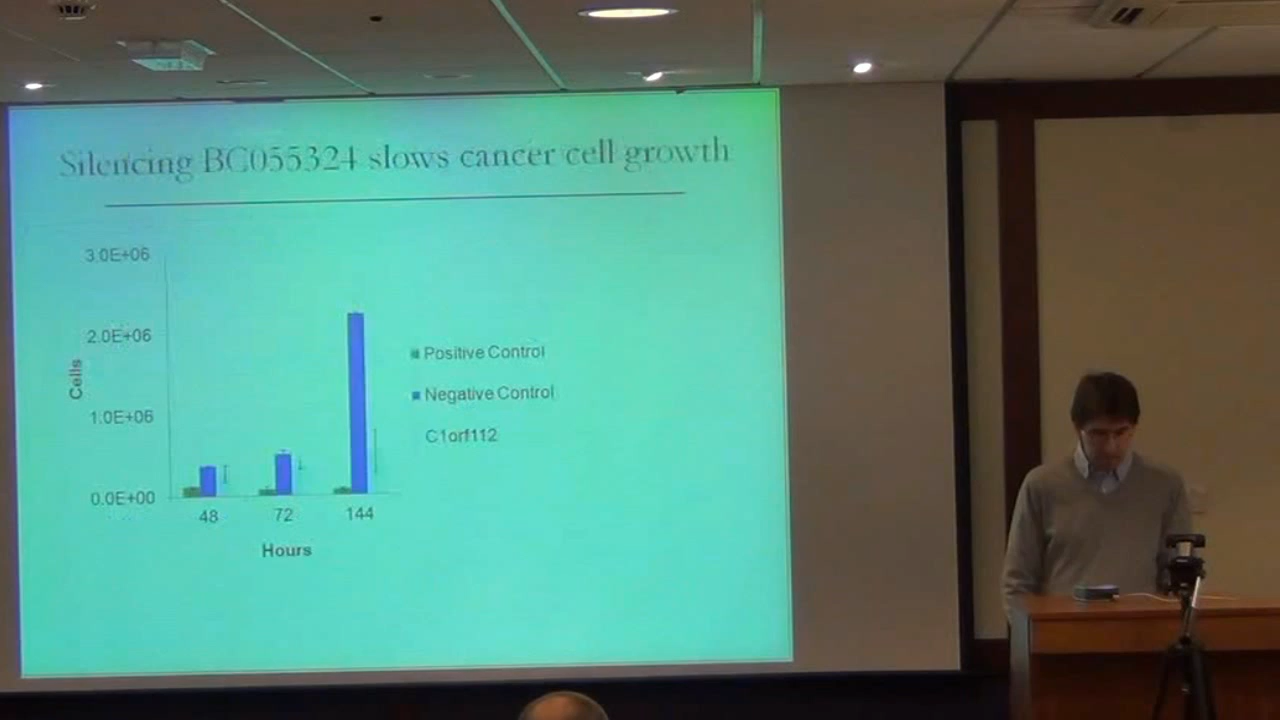 Silencing BC055324 slows cancer cell growth
3.0E+06
2.0E+06
1.0E+06
0.0E+00
Cells
48 72 144
Hours
Positive Control
Negative Control
C1orf112